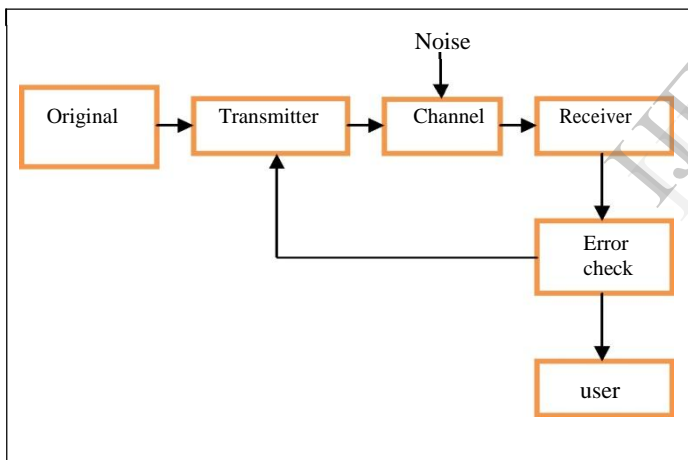 Noise
Original
Transmitter
Channel
Receiver
Error
check
user